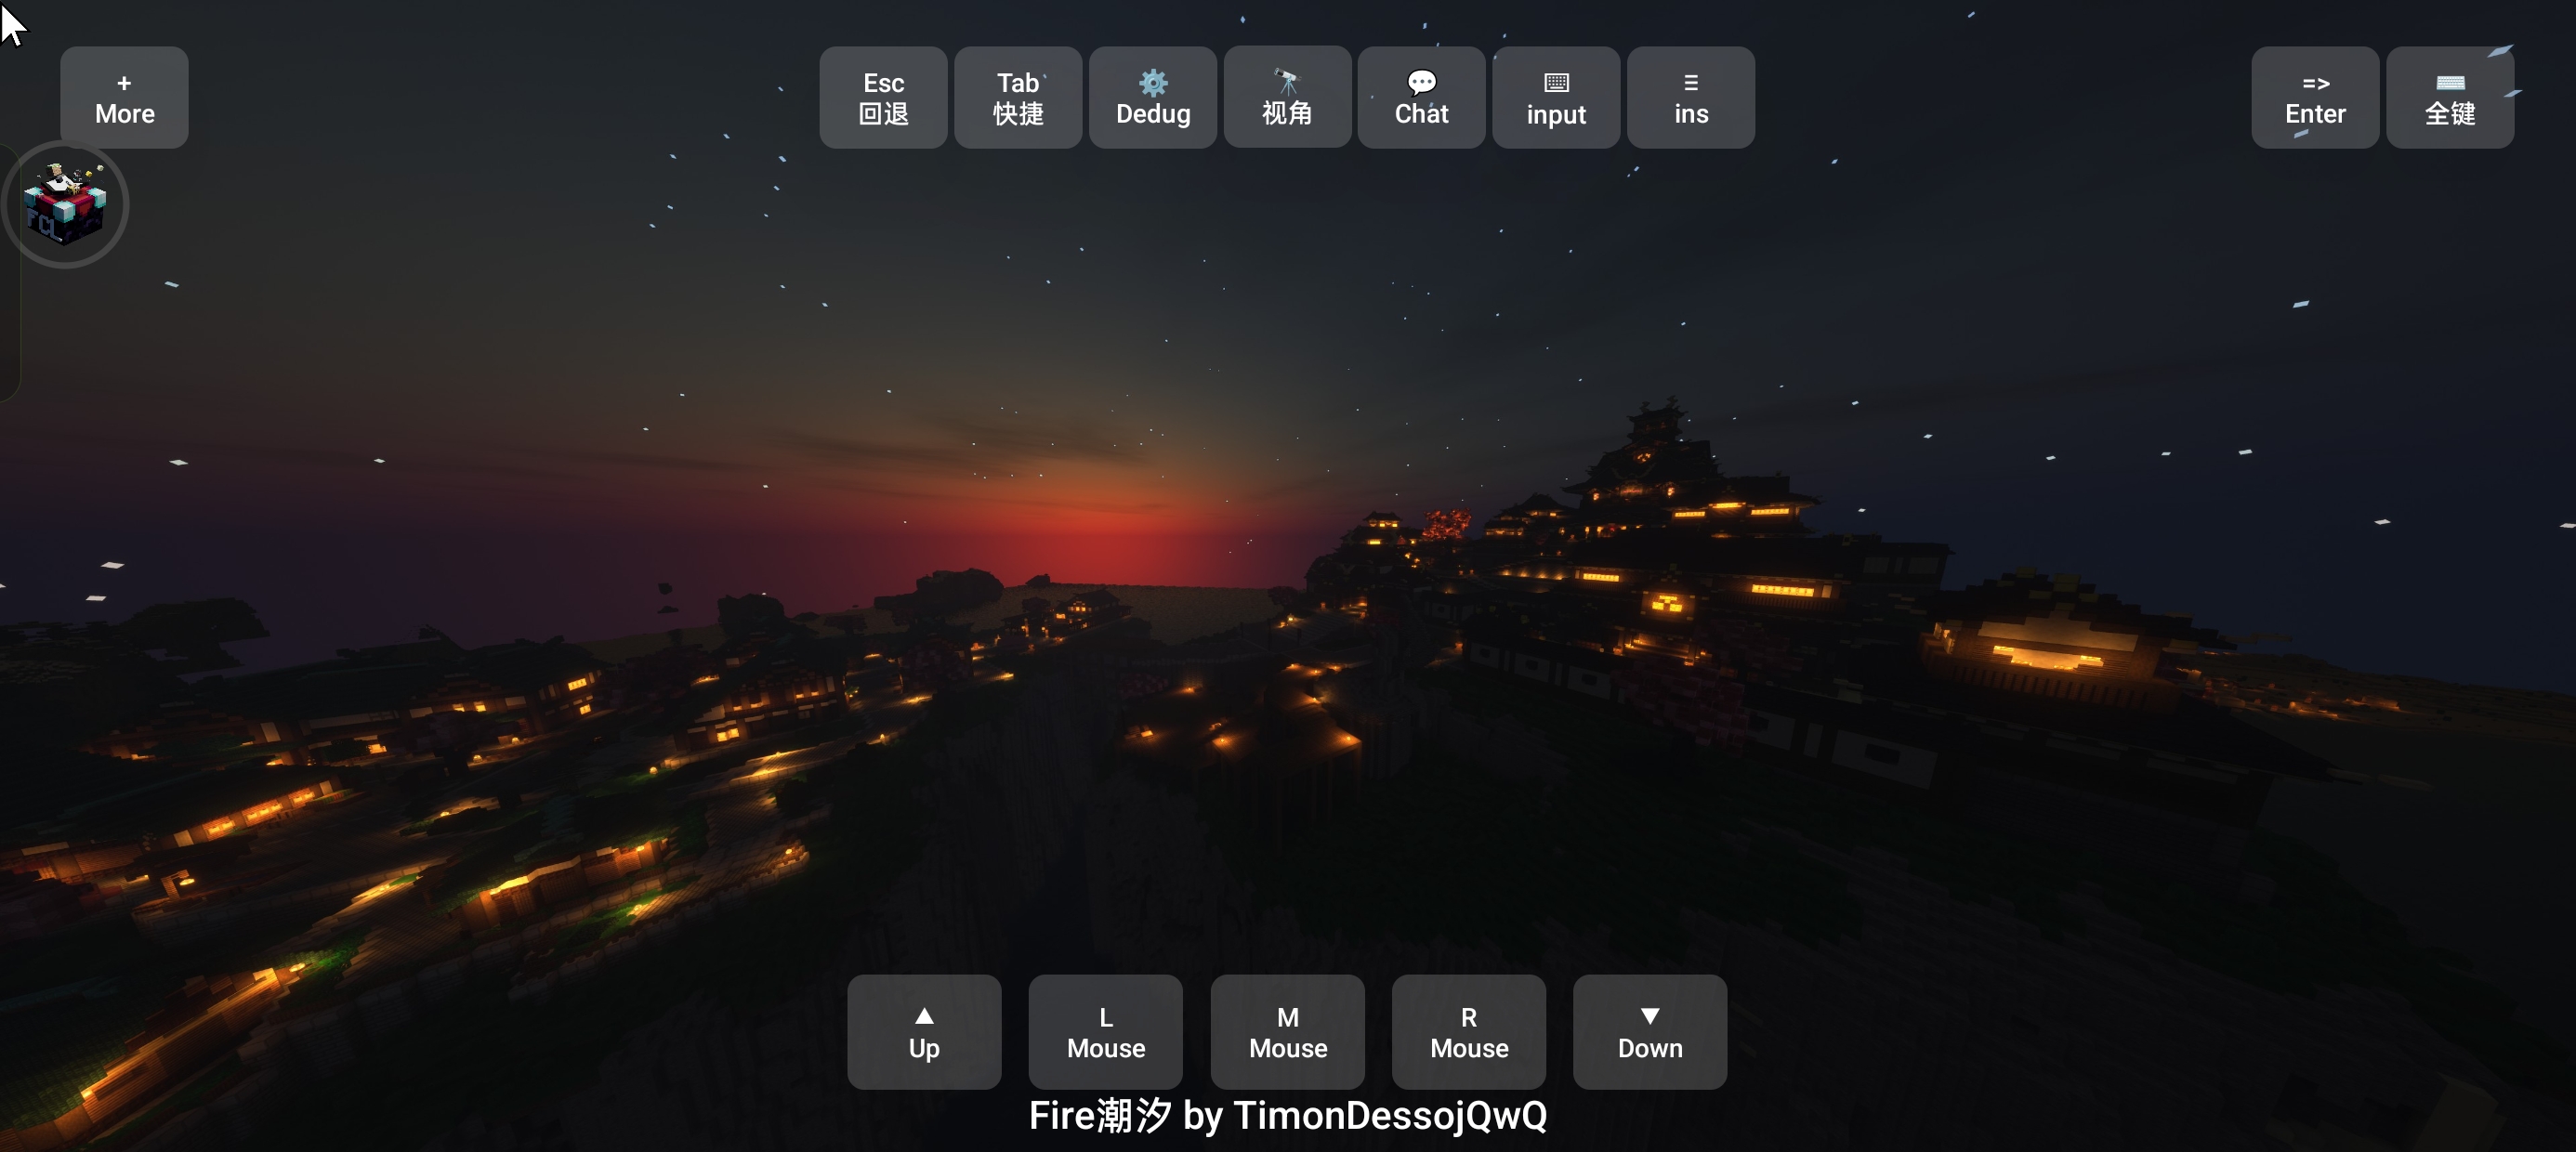 +
More
Esc
回退
Tab
快捷
Dedug
视角
Chat
input
ins
=>
Enter
全键
FCL
▲
Up
L
Mouse
M
Mouse
R
Mouse
▼
Down
Fire潮汐 by TimonDessojQwQ